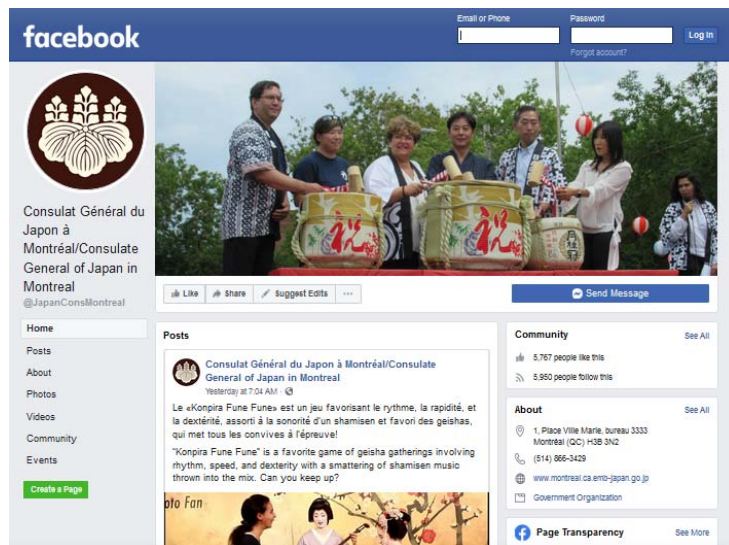 facebook
Email or Phone
Password
Log In
Forgot account?
祝
祝
月桂冠
Consulat Général du
Japon à
Montréal/Consulate
General of Japan in
Montreal
@JapanConsMontreal
Like
Share
Suggest Edits
Send Message
Home
Posts
About
Photos
Videos
Community
Events
Create a Page
Posts
Consulat Général du Japon à Montréal/Consulate
General of Japan in Montreal
Yesterday at 7:04 AM ·
Le «Konpira Fune Fune» est un jeu favorisant le rythme, la rapidité, et
la dextérité, assorti à la sonorité d'un shamisen et favori des geishas,
qui met tous les convives à l'épreuve!
"Konpira Fune Fune" is a favorite game of geisha gatherings involving
rhythm, speed, and dexterity with a smattering of shamisen music
thrown into the mix. Can you keep up?
oto Fan
Community
See All
5,767 people like this
5,950 people follow this
About
See All
1, Place Ville Marie, bureau 3333
Montréal (QC) H3B 3N2
(514) 866-3429
www.montreal.ca.emb-japan.go.jp
Government Organization
Page Transparency
See More